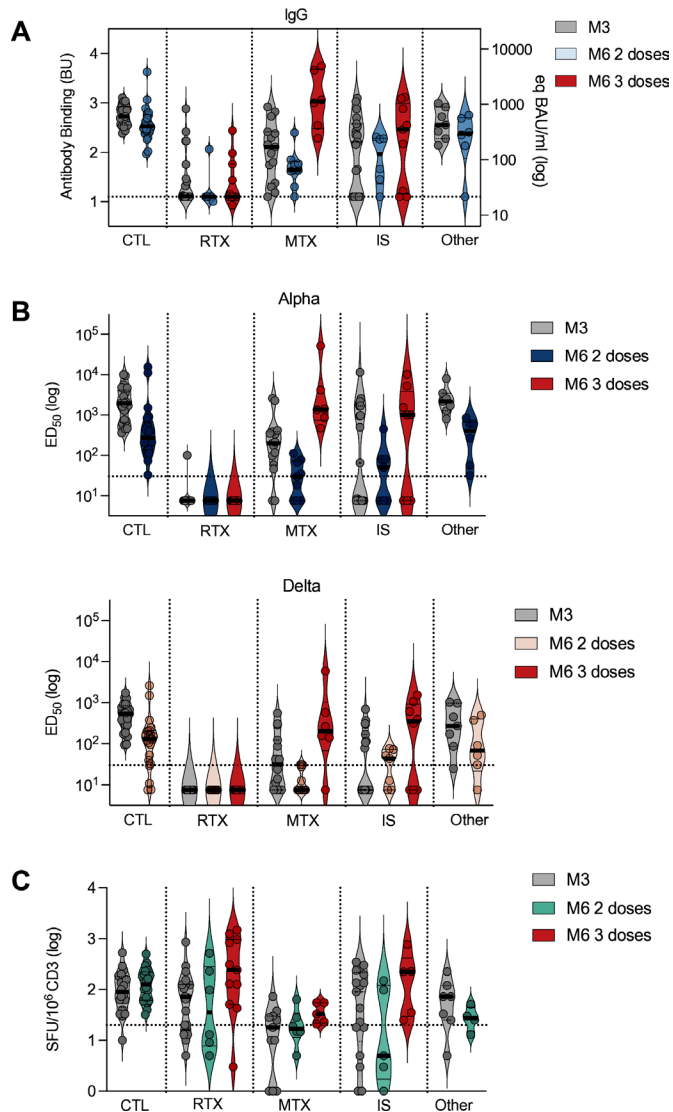 A
IgG
M3
M6 2 doses
M6 3 doses
Antibody Binding (BU)
4
3
2
1
10000
1000
100
10
eq BAU/ml (log)
CTL RTX MTX IS Other
B
Alpha
M3
M6 2 doses
M6 3 doses
ED50 (log)
10^5
10^4
10^3
10^2
10^1
CTL RTX MTX IS Other
Delta
M3
M6 2 doses
M6 3 doses
ED50 (log)
10^5
10^4
10^3
10^2
10^1
CTL RTX MTX IS Other
C
M3
M6 2 doses
M6 3 doses
SFU/10^6 CD3 (log)
4
3
2
1
0
CTL RTX MTX IS Other